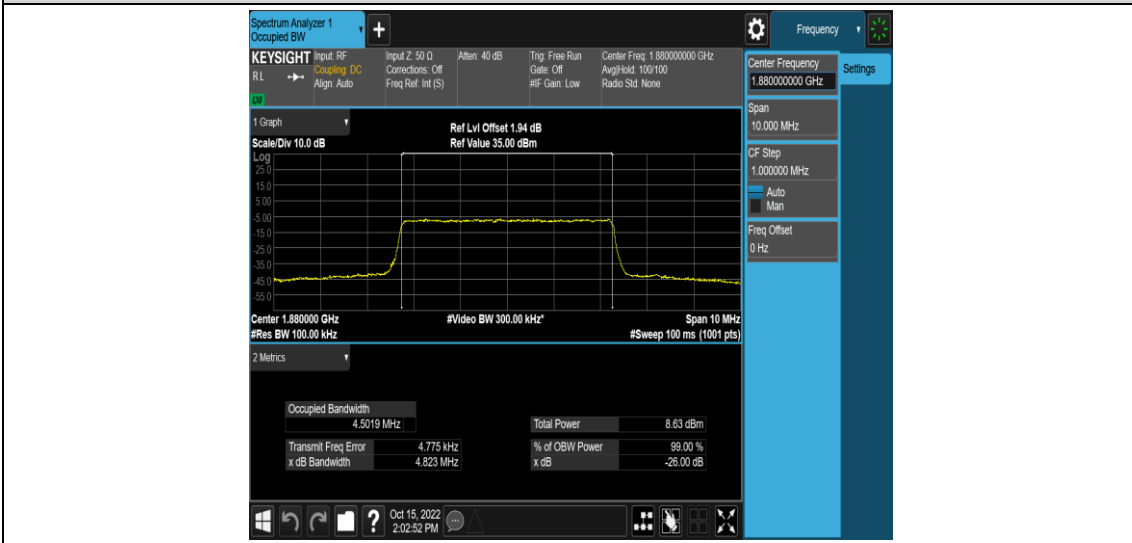 Spectrum Analyzer 1
Occupied BW
Frequency
KEYSIGHT
RL
LXI
Input: RF
Coupling: DC
Align: Auto
Input Z: 50 Ω
Corrections: Off
Freq Ref: Int (S)
Atten: 40 dB
Trig: Free Run
Gate: Off
#IF Gain: Low
Center Freq: 1.880000000 GHz
Avg|Hold: 100/100
Radio Std: None
Center Frequency
1.880000000 GHz
Settings
Span
10.000 MHz
CF Step
1.000000 MHz
Auto
Man
Freq Offset
0 Hz
1 Graph
Scale/Div 10.0 dB
Ref Lvl Offset 1.94 dB
Ref Value 35.00 dBm
Log
25.0
15.0
5.00
-5.00
-15.0
-25.0
-35.0
-45.0
-55.0
Center 1.880000 GHz
#Res BW 100.00 kHz
#Video BW 300.00 kHz*
Span 10 MHz
#Sweep 100 ms (1001 pts)
2 Metrics
Occupied Bandwidth
4.5019 MHz
Total Power 8.63 dBm
Transmit Freq Error 4.775 kHz
% of OBW Power 99.00 %
x dB Bandwidth 4.823 MHz
x dB -26.00 dB
?
Oct 15, 2022
2:02:52 PM